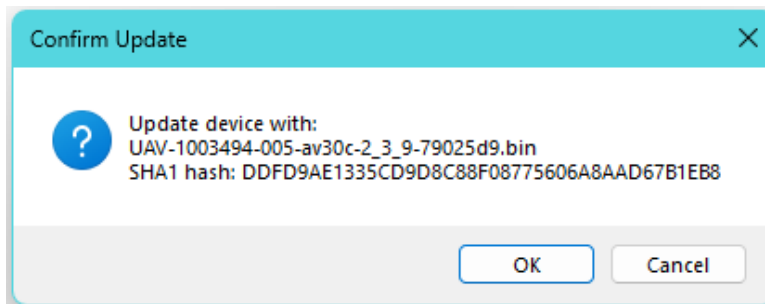 Confirm Update
Update device with:
UAV-1003494-005-av30c-2_3_9-79025d9.bin
SHA1 hash: DDFD9AE1335CD9D8C88F08775606A8AAD67B1EB8
OK
Cancel